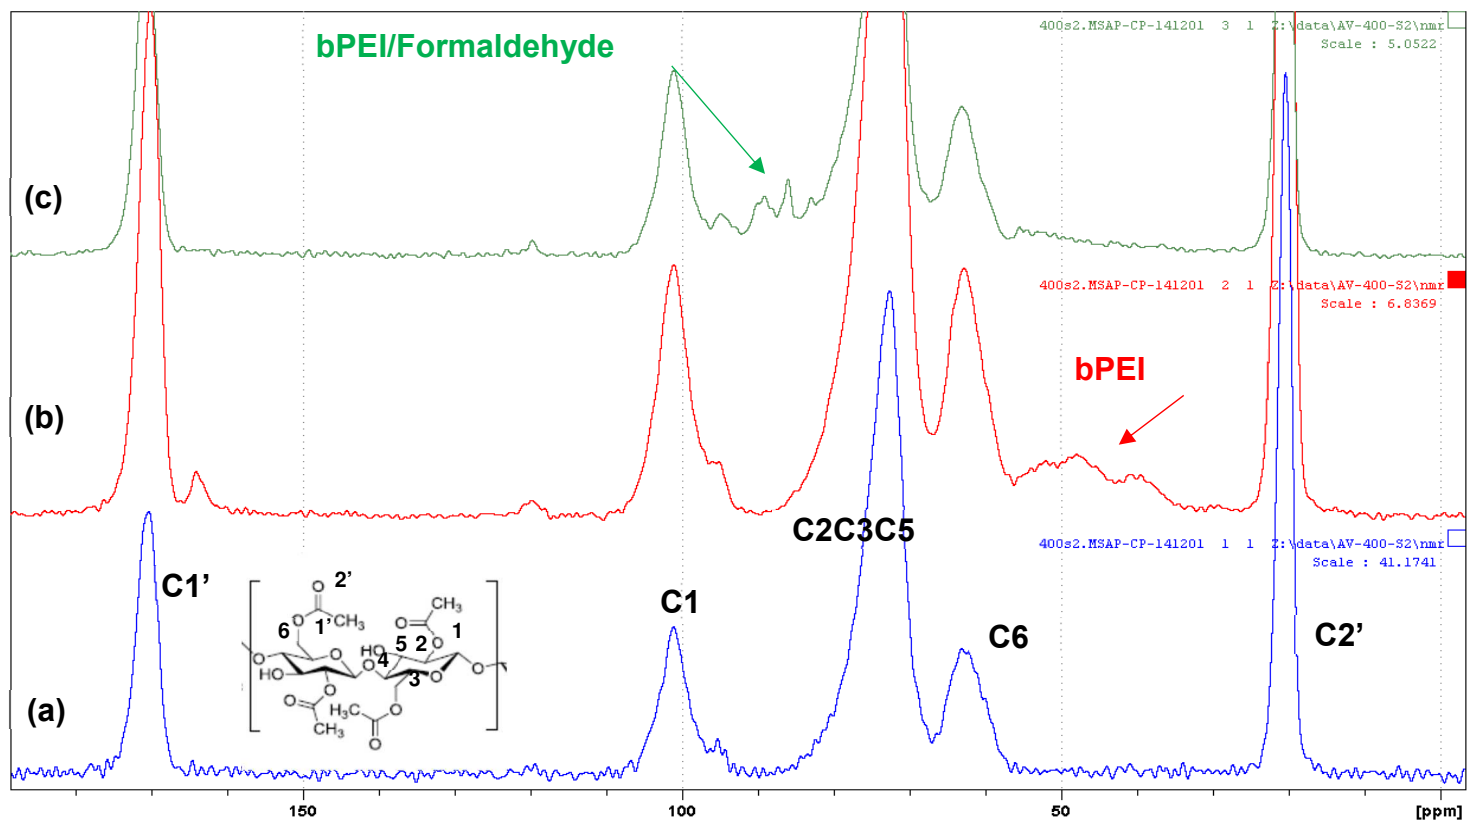 400s2.MSAP-CP-141201 3 1 Z:\data\AV-400-S2\nmr
Scale : 5.0522
bPEI/Formaldehyde
(c)
400s2.MSAP-CP-141201 2 1 Z:\data\AV-400-S2\nmr
Scale : 6.8369
bPEI
(b)
C2C3C5
400s2.MSAP-CP-141201 1 1 Z:\data\AV-400-S2\nmr
Scale : 41.1741
C1’
C1
C6
C2’
O 2’
O CH₃
6 O 1’ CH₃ O 5 2 O 1
O O O 4 HO O
HO O 3 O
O CH₃ H₃C O O
(a)
150 100 50 [ppm]